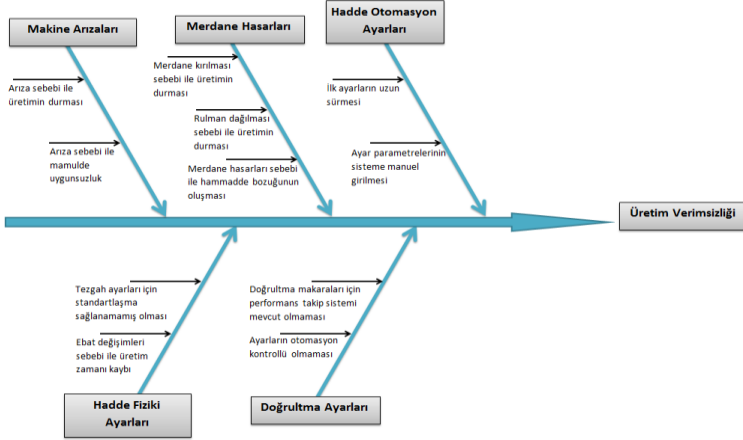 Makine Arızaları
Merdane Hasarları
Hadde Otomasyon
Ayarları
Arıza sebebi ile
üretimin durması
Arıza sebebi ile
mamulde
uygunsuzluk
Merdane kırılması
sebebi ile üretimin
durması
Rulman dağılması
sebebi ile üretimin
durması
Merdane hasarları sebebi
ile hammadde bozuğunun
oluşması
İlk ayarların uzun
sürmesi
Ayar parametrelerinin
sisteme manuel
girilmesi
Üretim Verimsizliği
Tezgah ayarları için
standartlaşma
sağlanamamış olması
Ebat değişimleri
sebebi ile üretim
zamanı kaybı
Doğrultma makaraları için
performans takip sistemi
mevcut olmaması
Ayarların otomasyon
kontrollü olmaması
Hadde Fiziki
Ayarları
Doğrultma Ayarları